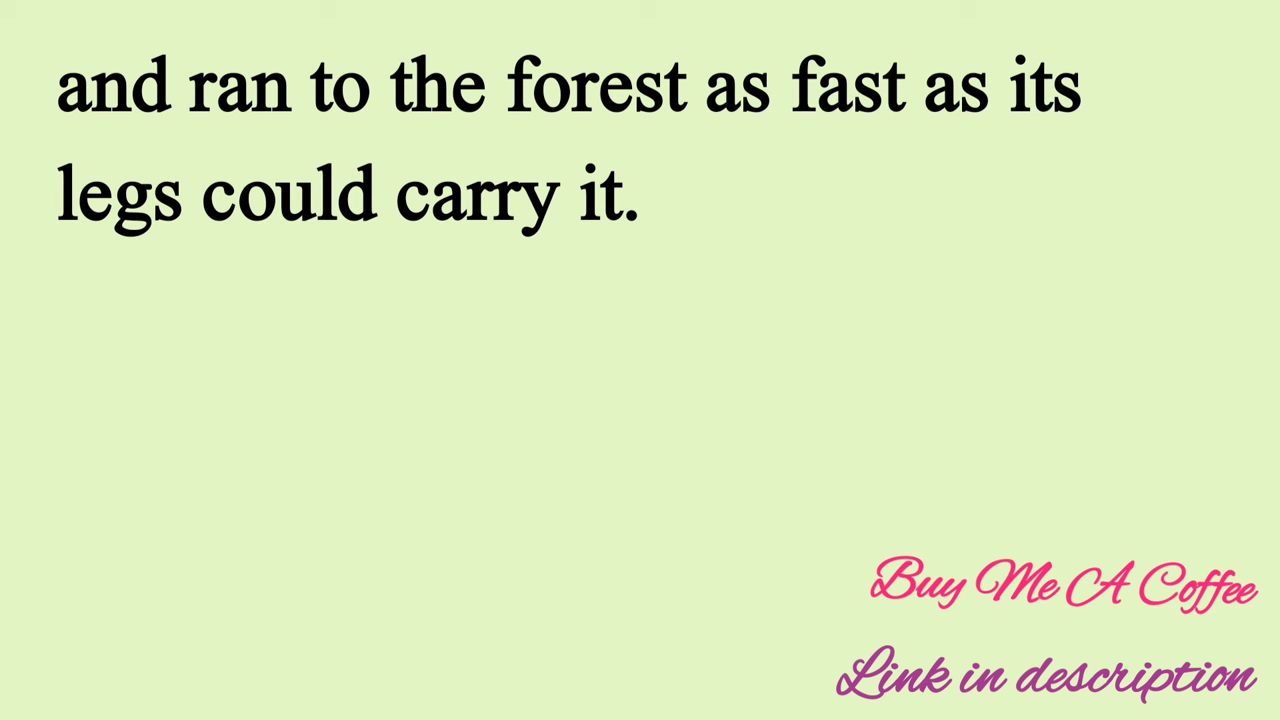 and ran to the forest as fast as its
legs could carry it.
Buy Me A Coffee
Link in description